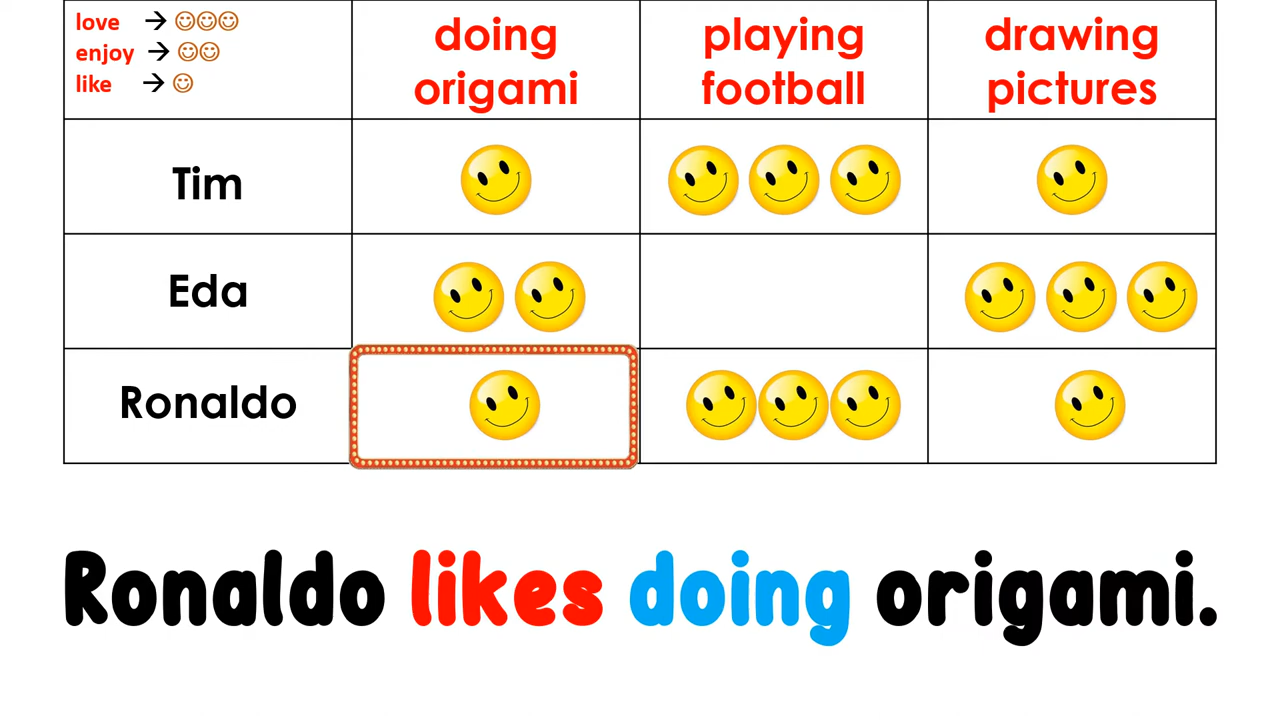 love → ☺☺☺
enjoy → ☺☺
like → ☺
doing
origami
playing
football
drawing
pictures
Tim
Eda
Ronaldo
Ronaldo likes doing origami.